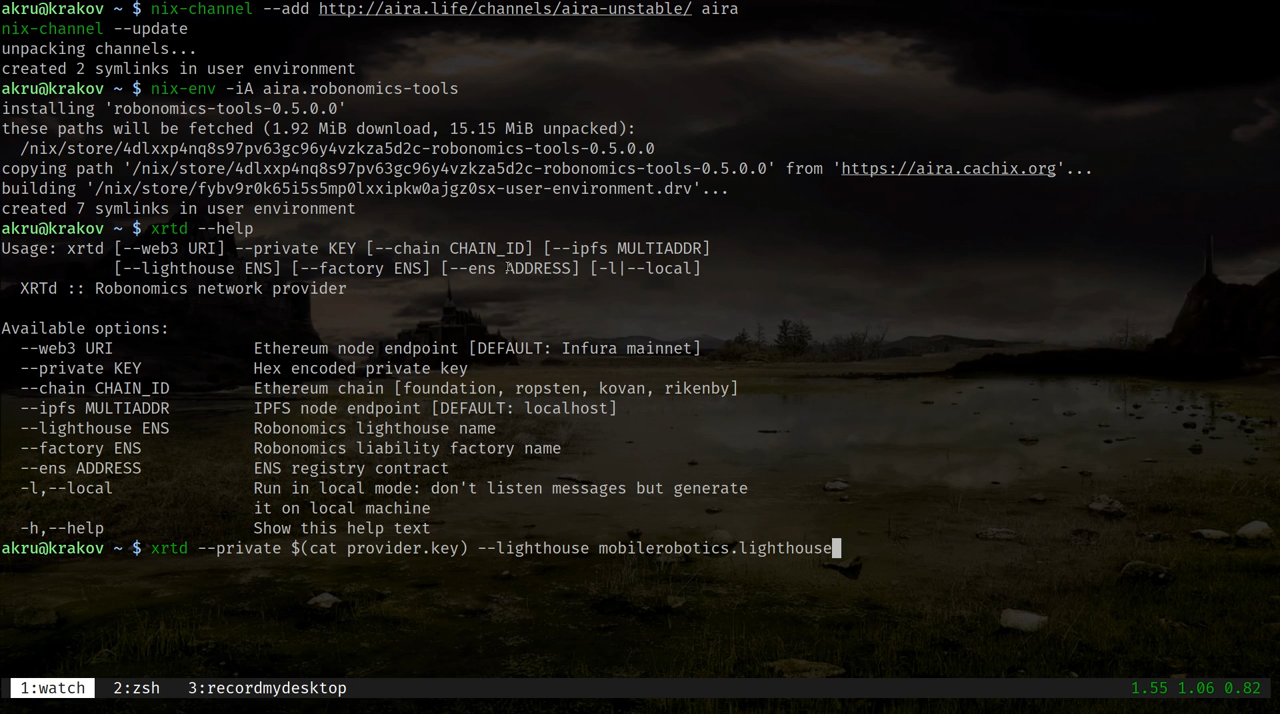 akru@krakov ~ $ nix-channel --add http://aira.life/channels/aira-unstable/ aira
nix-channel --update
unpacking channels...
created 2 symlinks in user environment
akru@krakov ~ $ nix-env -iA aira.robonomics-tools
installing 'robonomics-tools-0.5.0.0'
these paths will be fetched (1.92 MiB download, 15.15 MiB unpacked):
  /nix/store/4dlxxp4nq8s97pv63gc96y4vzkza5d2c-robonomics-tools-0.5.0.0
copying path '/nix/store/4dlxxp4nq8s97pv63gc96y4vzkza5d2c-robonomics-tools-0.5.0.0' from 'https://aira.cachix.org'...
building '/nix/store/fybv9r0k65i5s5mp0lxxipkw0ajgz0sx-user-environment.drv'...
created 7 symlinks in user environment
akru@krakov ~ $ xrtd --help
Usage: xrtd [--web3 URI] --private KEY [--chain CHAIN_ID] [--ipfs MULTIADDR]
            [--lighthouse ENS] [--factory ENS] [--ens ADDRESS] [-l|--local]
  XRTd :: Robonomics network provider
Available options:
  --web3 URI               Ethereum node endpoint [DEFAULT: Infura mainnet]
  --private KEY            Hex encoded private key
  --chain CHAIN_ID         Ethereum chain [foundation, ropsten, kovan, rikenby]
  --ipfs MULTIADDR         IPFS node endpoint [DEFAULT: localhost]
  --lighthouse ENS         Robonomics lighthouse name
  --factory ENS            Robonomics liability factory name
  --ens ADDRESS            ENS registry contract
  -l,--local               Run in local mode: don't listen messages but generate
                           it on local machine
  -h,--help                Show this help text
akru@krakov ~ $ xrtd --private $(cat provider.key) --lighthouse mobilerobotics.lighthouse
1:watch  2:zsh  3:recordmydesktop  1.55 1.06 0.82